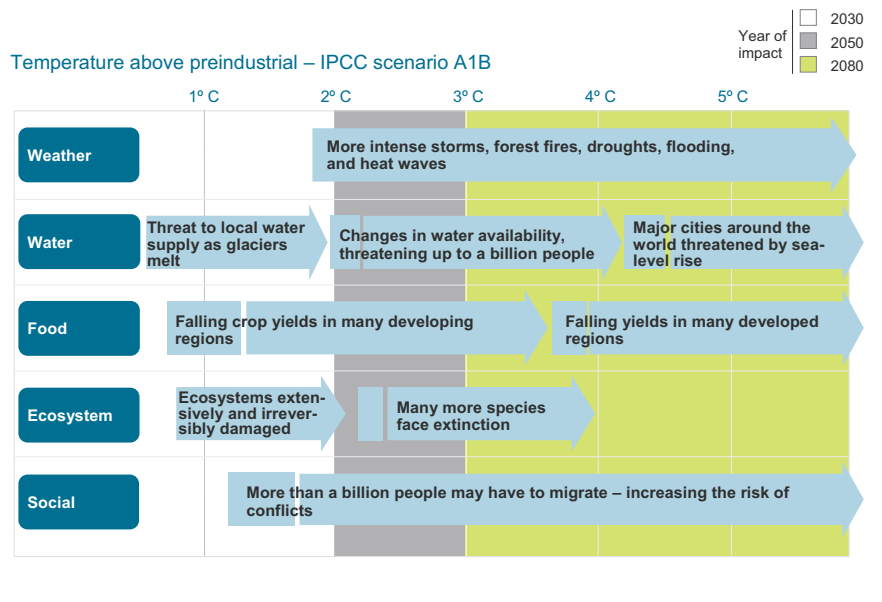 2030
Year of
impact
2050
2080
Temperature above preindustrial – IPCC scenario A1B
1º C
2º C
3º C
4º C
5º C
Weather
More intense storms, forest fires, droughts, flooding,
and heat waves
Water
Threat to local water
supply as glaciers
melt
Changes in water availability,
threatening up to a billion people
Major cities around the
world threatened by sea-
level rise
Food
Falling crop yields in many developing
regions
Falling yields in many developed
regions
Ecosystem
Ecosystems exten-
sively and irrever-
sibly damaged
Many more species
face extinction
Social
More than a billion people may have to migrate – increasing the risk of
conflicts